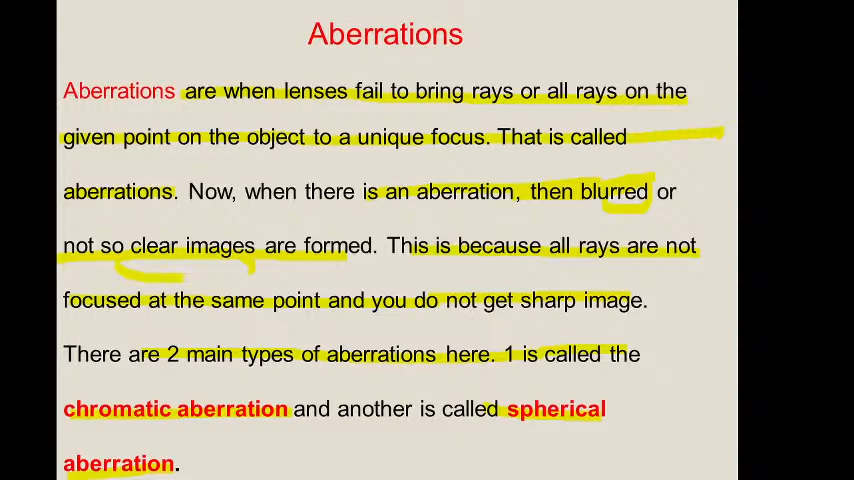 Aberrations
Aberrations are when lenses fail to bring rays or all rays on the
given point on the object to a unique focus. That is called
aberrations. Now, when there is an aberration, then blurred or
not so clear images are formed. This is because all rays are not
focused at the same point and you do not get sharp image.
There are 2 main types of aberrations here. 1 is called the
chromatic aberration and another is called spherical
aberration.